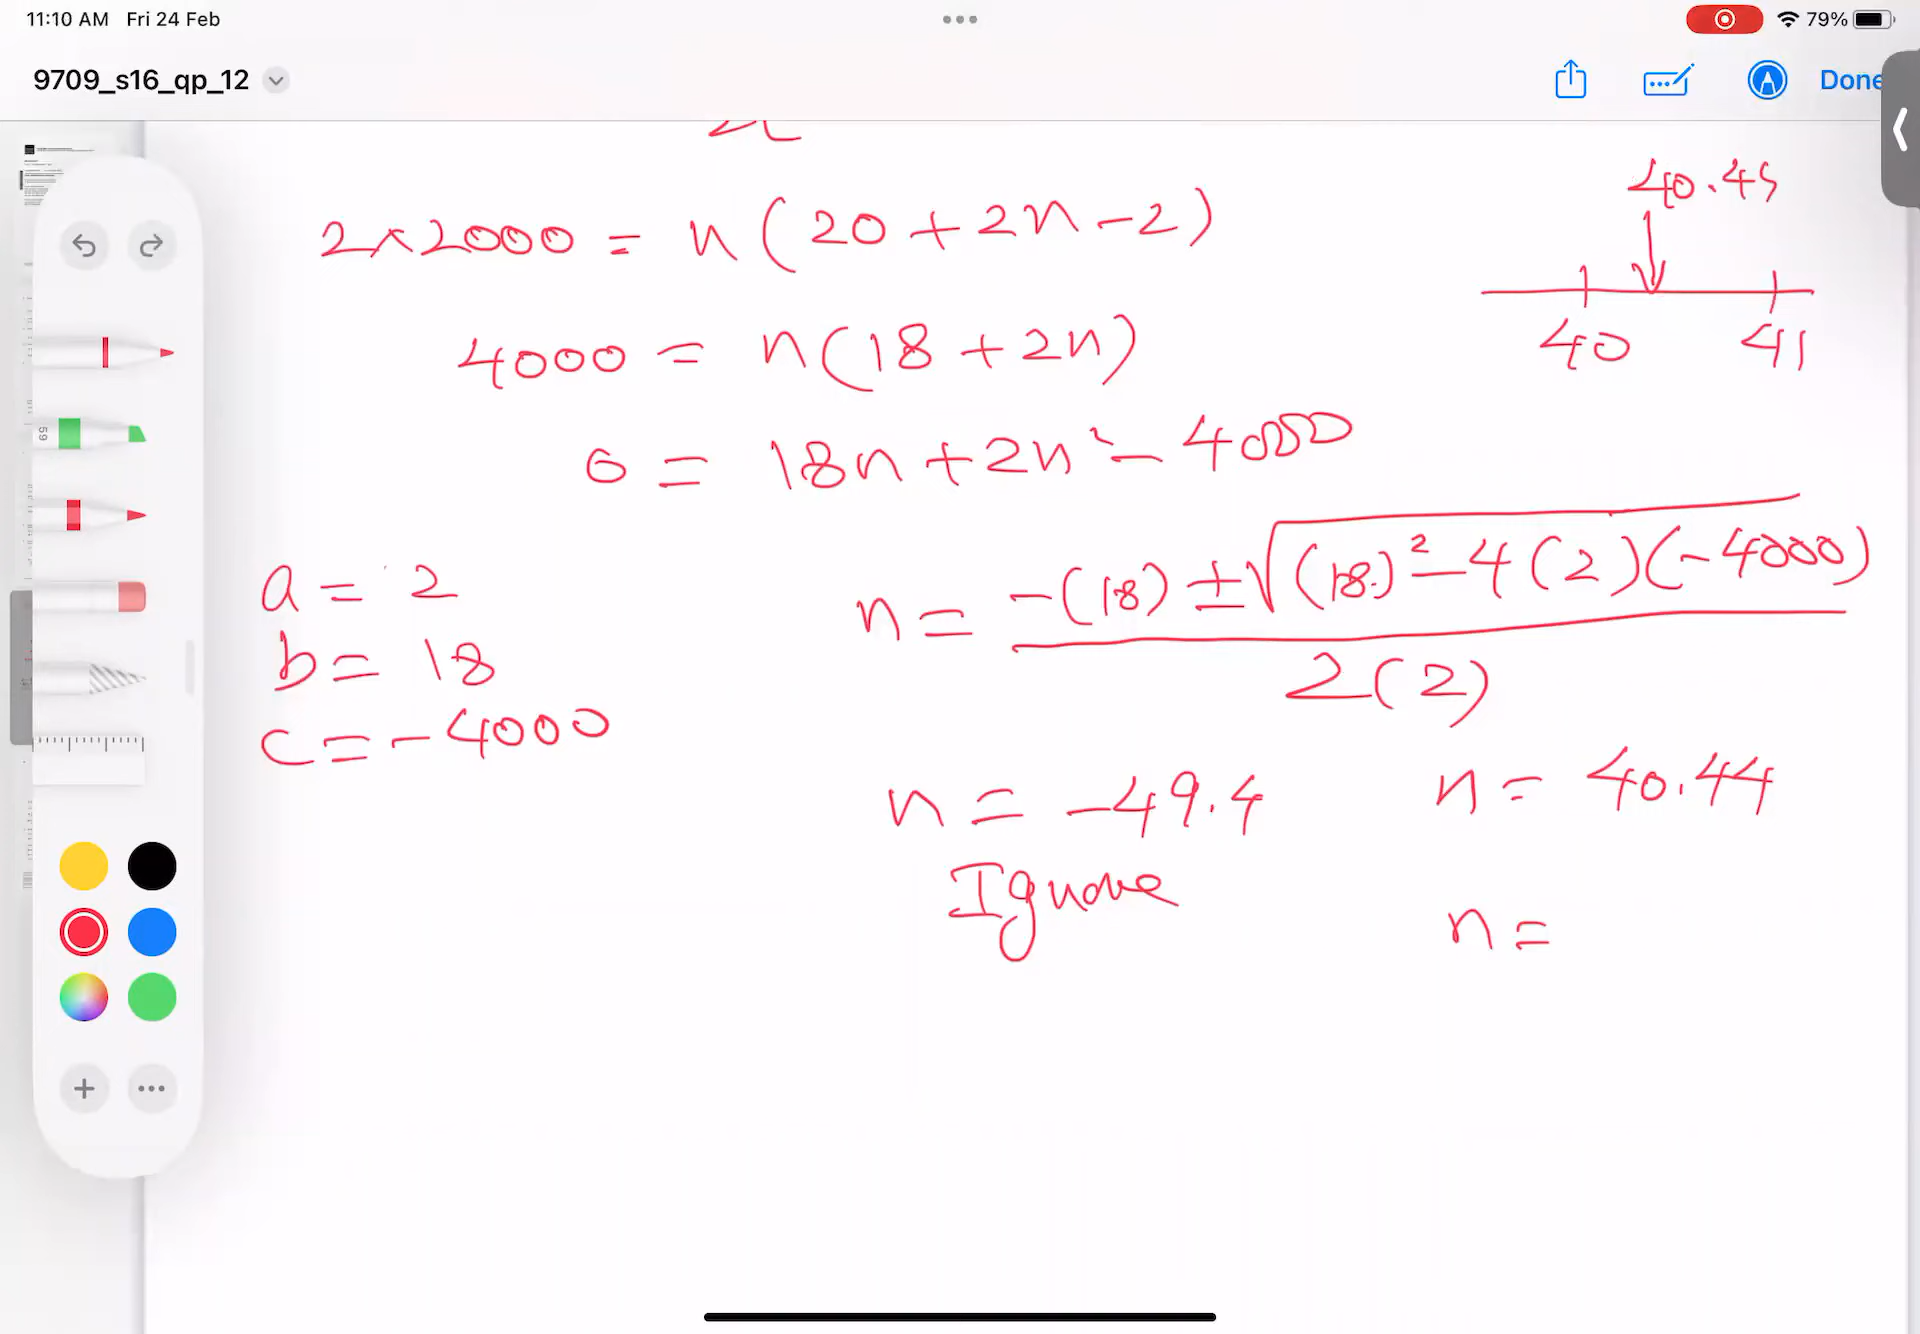 11:10 AM Fri 24 Feb
79%
9709_s16_qp_12
Done
40.45
2×2000 = n(20+2n−2)
40 41
4000 = n(18+2n)
0 = 18n+2n²−4000
a = 2
b = 18
c = −4000
n = −(18)±√(18)²−4(2)(−4000)
2(2)
n = −49.4 n = 40.44
Ignore
n =
59